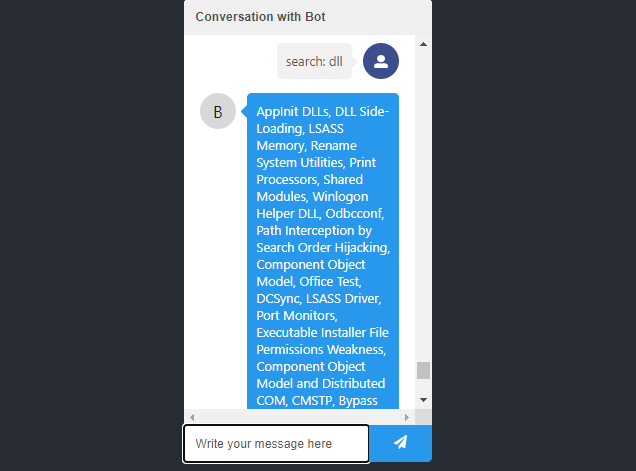 Conversation with Bot
search: dll
B
AppInit DLLs, DLL Side-
Loading, LSASS
Memory, Rename
System Utilities, Print
Processors, Shared
Modules, Winlogon
Helper DLL, Odbcconf,
Path Interception by
Search Order Hijacking,
Component Object
Model, Office Test,
DCSync, LSASS Driver,
Port Monitors,
Executable Installer File
Permissions Weakness,
Component Object
Model and Distributed
COM, CMSTP, Bypass
Write your message here